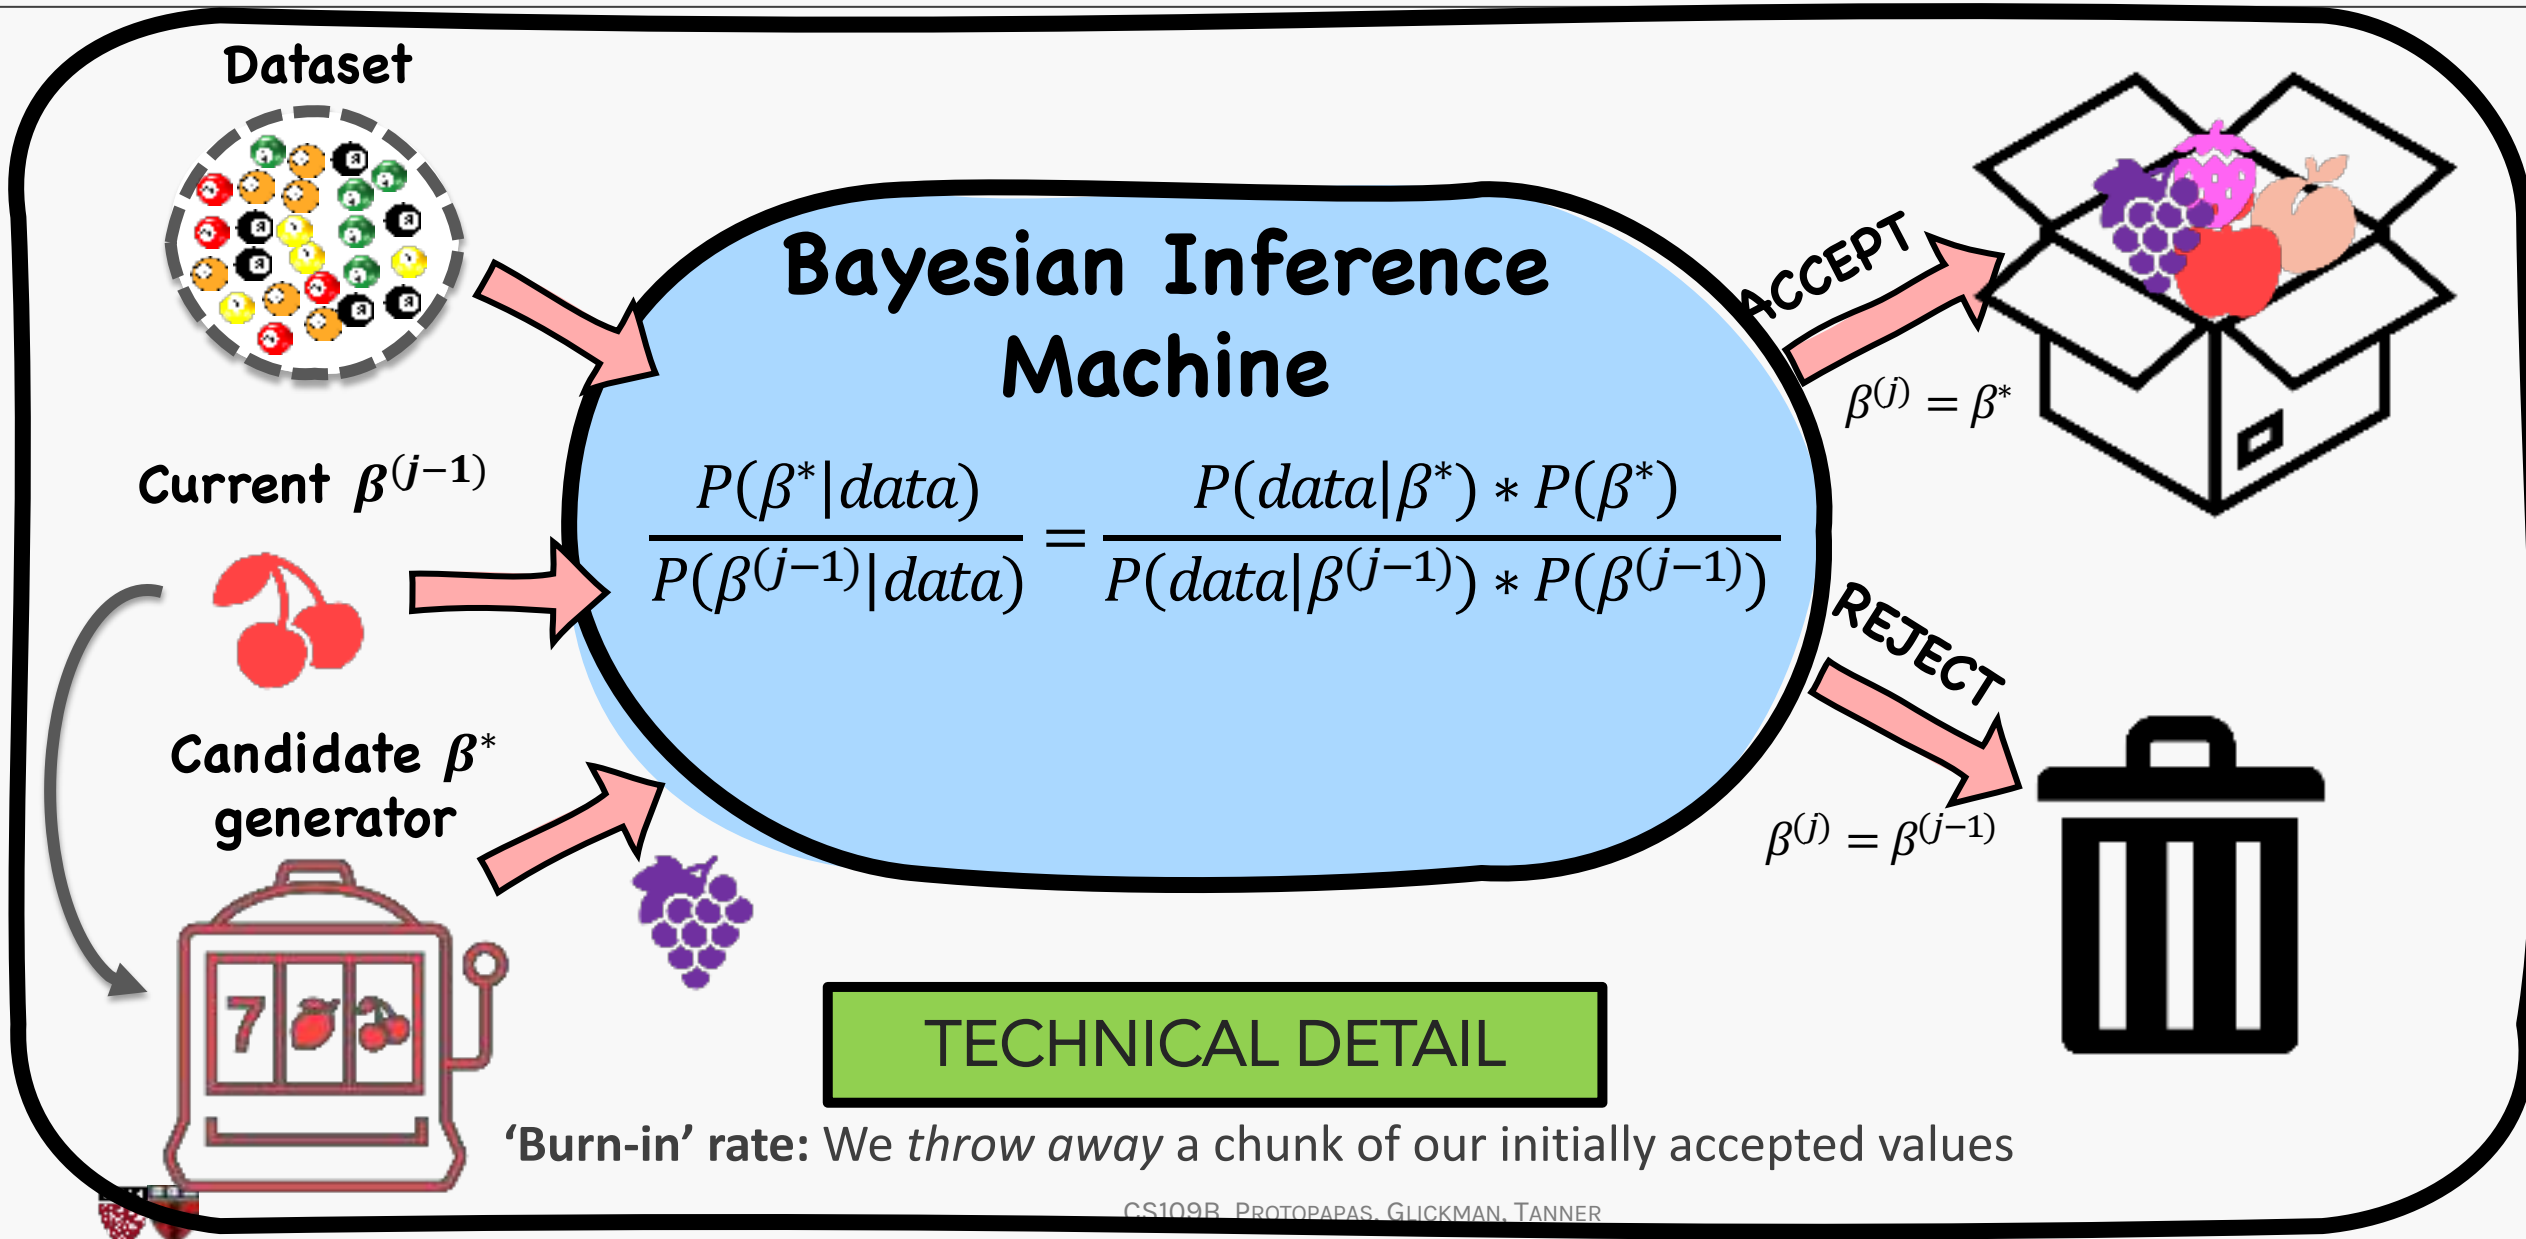 Dataset
Bayesian Inference
Machine
ACCEPT
β^(j) = β*
Current β^(j−1)
P(β*|data) / P(β^(j−1)|data) = P(data|β*) * P(β*) / P(data|β^(j−1)) * P(β^(j−1))
REJECT
β^(j) = β^(j−1)
Candidate β*
generator
7
TECHNICAL DETAIL
‘Burn-in’ rate: We throw away a chunk of our initially accepted values
CS109B, PROTOPAPAS, GLICKMAN, TANNER